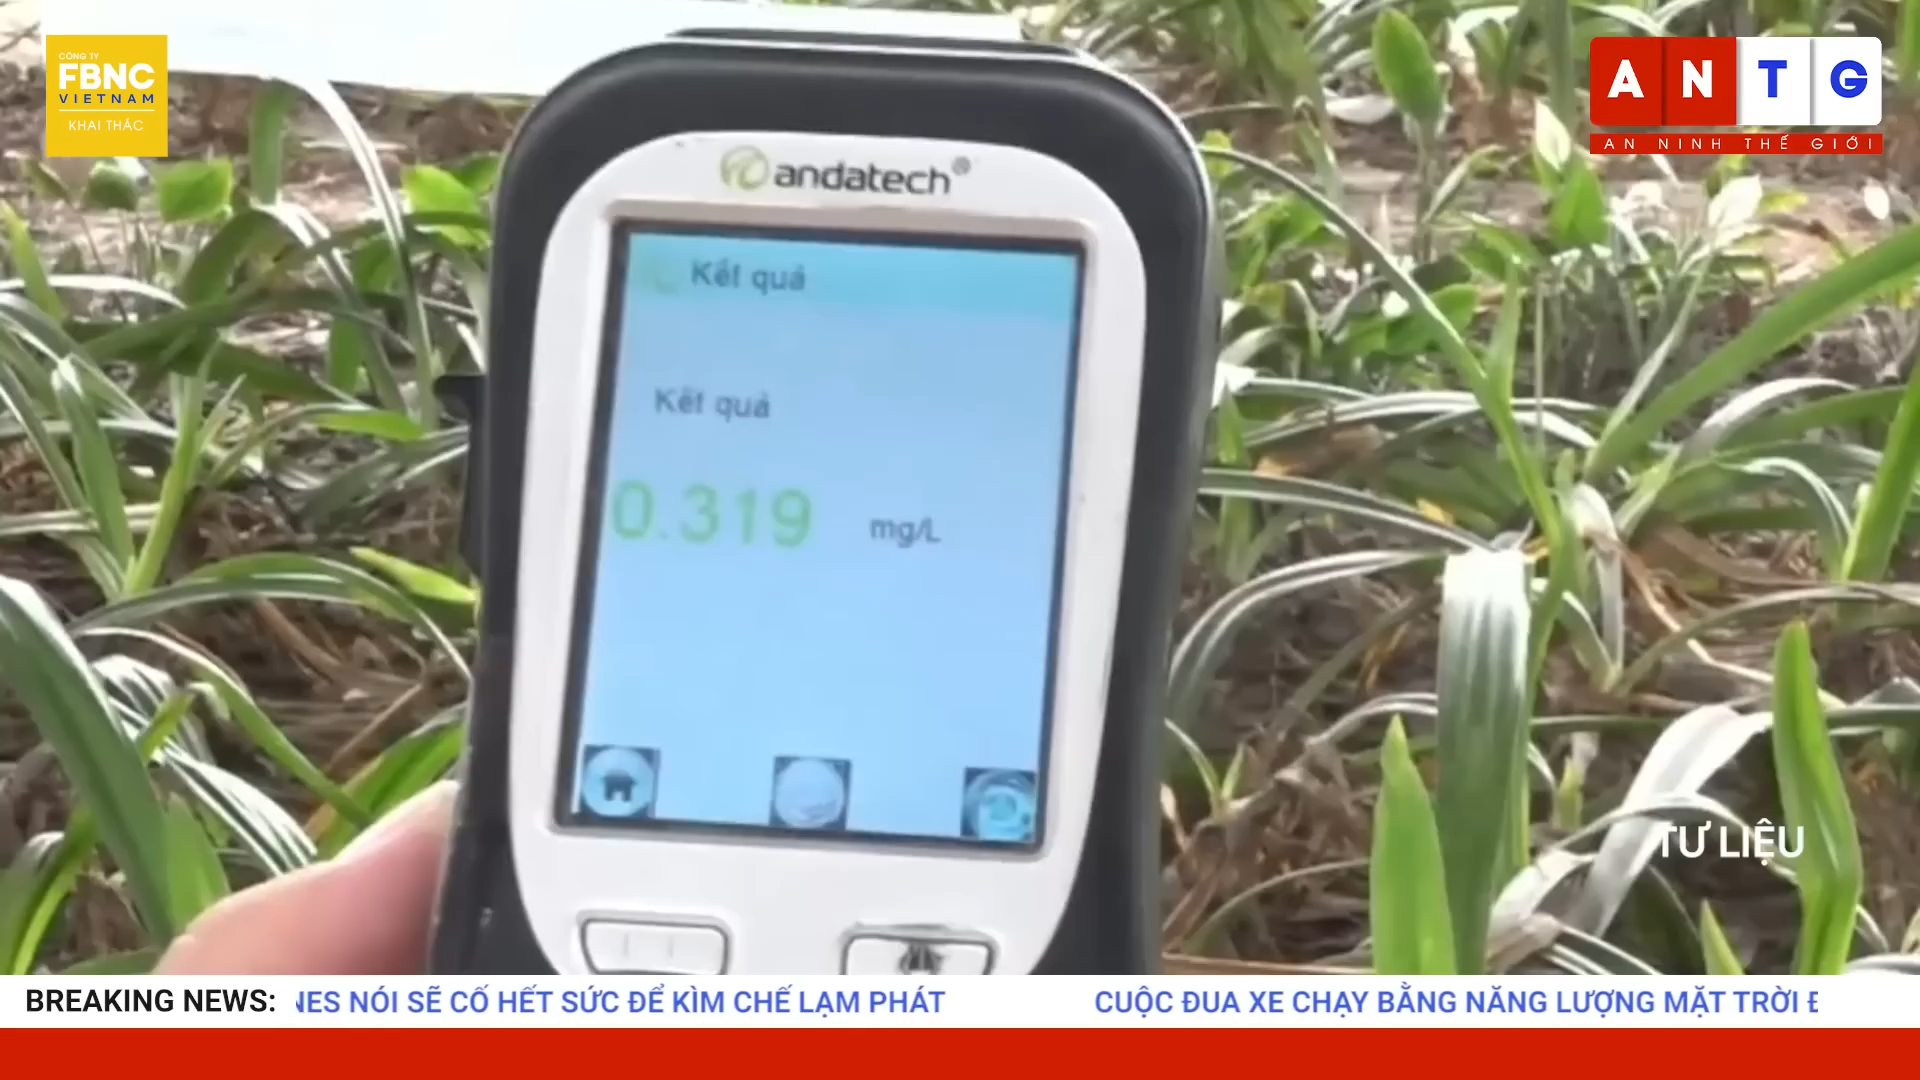 CÔNG TY
FBNC
VIETNAM
KHAI THÁC
ANTG
AN NINH THẾ GIỚI
andatech®
Kết quả
Kết quả
0.319 mg/L
TƯ LIỆU
BREAKING NEWS: NES NÓI SẼ CỐ HẾT SỨC ĐỂ KÌM CHẾ LẠM PHÁT CUỘC ĐUA XE CHẠY BẰNG NĂNG LƯỢNG MẶT TRỜI